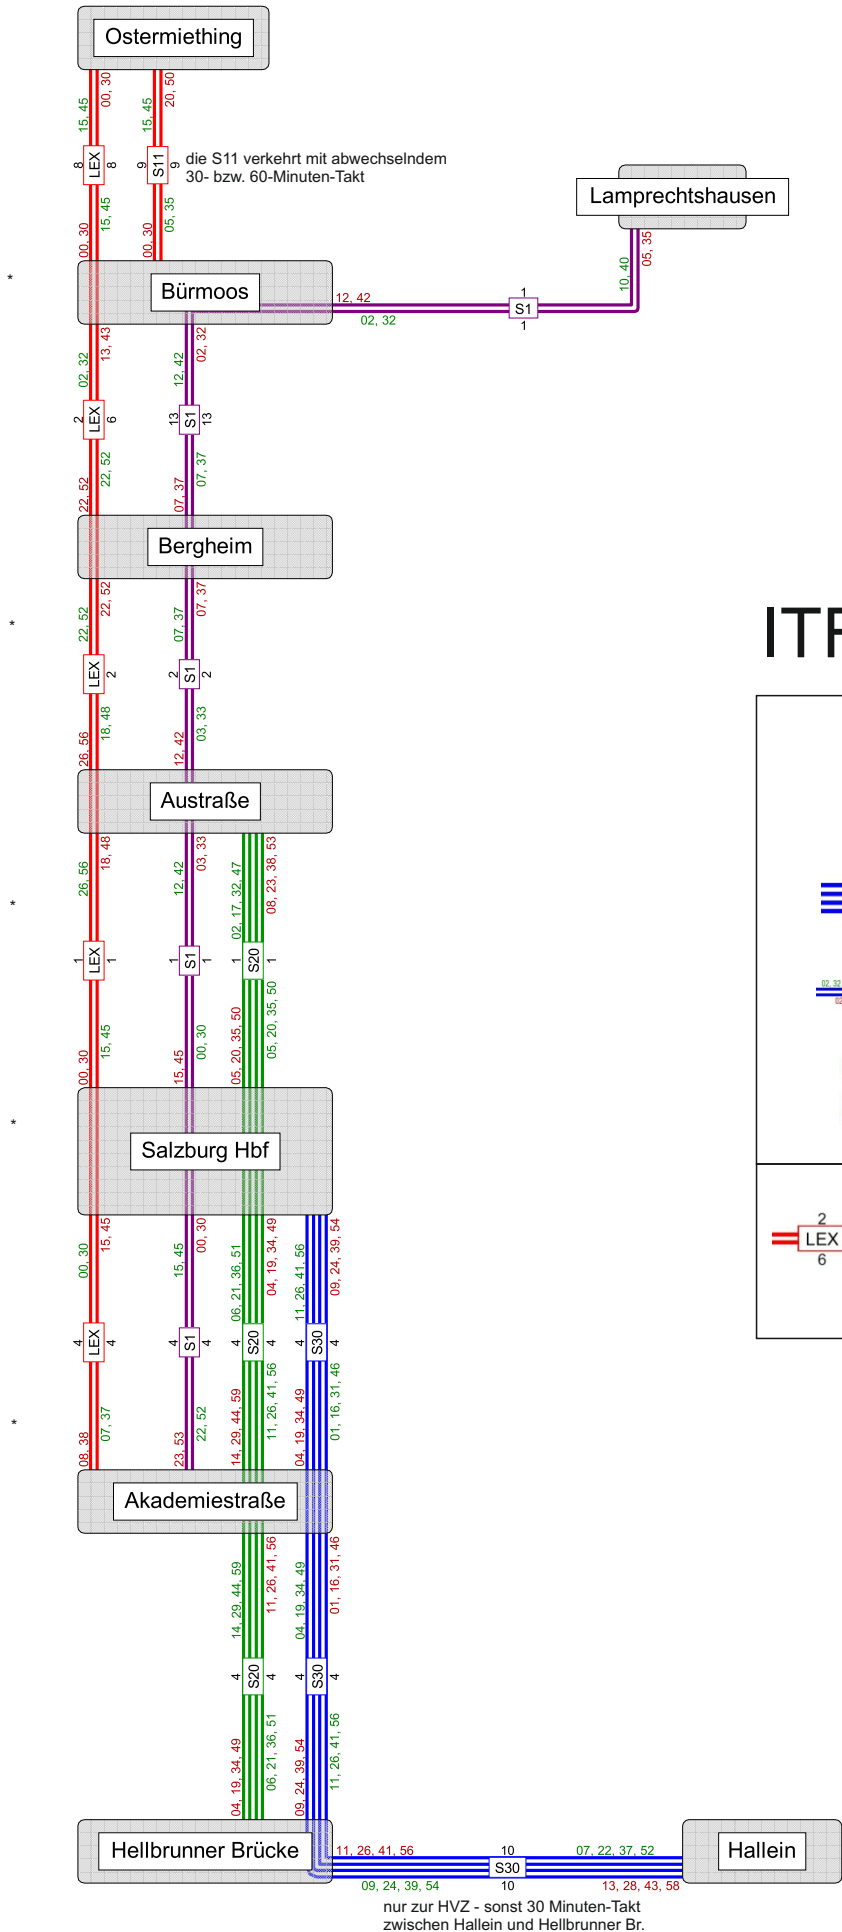 Ostermiething
15, 45
00, 30
15, 45
20, 50
8
LEX
8
9
S11
9
die S11 verkehrt mit abwechselndem
30- bzw. 60-Minuten-Takt
00, 30
15, 45
00, 30
05, 35
Lamprechtshausen
10, 40
05, 35
*
Bürmoos
12, 42
02, 32
1
S1
1
02, 32
13, 43
12, 42
02, 32
2
LEX
6
13
S1
13
22, 52
22, 52
07, 37
07, 37
Bergheim
22, 52
22, 52
07, 37
07, 37
*
LEX
2
2
S1
2
26, 56
18, 48
12, 42
03, 33
Austraße
26, 56
18, 48
12, 42
03, 33
02, 17, 32, 47
08, 23, 38, 53
*
1
LEX
1
1
S1
1
1
S20
1
00, 30
15, 45
15, 45
00, 30
05, 20, 35, 50
05, 20, 35, 50
*
Salzburg Hbf
00, 30
15, 45
15, 45
00, 30
06, 21, 36, 51
04, 19, 34, 49
11, 26, 41, 56
09, 24, 39, 54
4
LEX
4
4
S1
4
4
S20
4
4
S30
4
08, 38
07, 37
23, 53
22, 52
14, 29, 44, 59
11, 26, 41, 56
04, 19, 34, 49
01, 16, 31, 46
*
Akademiestraße
14, 29, 44, 59
11, 26, 41, 56
04, 19, 34, 49
01, 16, 31, 46
4
S20
4
4
S30
4
04, 19, 34, 49
06, 21, 36, 51
09, 24, 39, 54
11, 26, 41, 56
Hellbrunner Brücke
11, 26, 41, 56
10
07, 22, 37, 52
S30
09, 24, 39, 54
10
13, 28, 43, 58
Hallein
nur zur HVZ - sonst 30 Minuten-Takt
zwischen Hallein und Hellbrunner Br.
02, 32
2
LEX
6